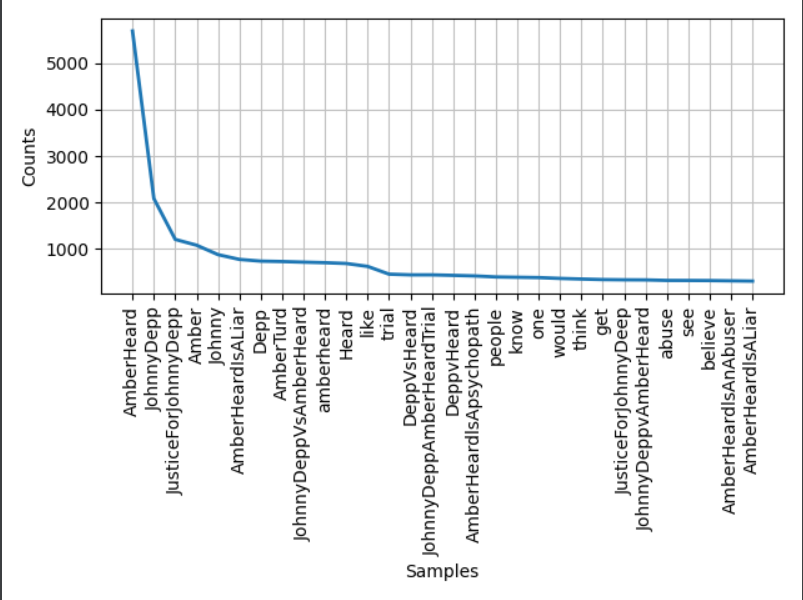 5000
4000
3000
2000
1000
Counts
AmberHeard
JohnnyDepp
JusticeForJohnnyDepp
Amber
Johnny
AmberHeardIsALiar
Depp
AmberTurd
JohnnyDeppVsAmberHeard
amberheard
Heard
like
trial
DeppVsHeard
JohnnyDeppAmberHeardTrial
DeppvHeard
AmberHeardIsApsychopath
people
know
one
would
think
get
JusticeForJohnnyDeep
JohnnyDeppvAmberHeard
abuse
see
believe
AmberHeardIsAnAbuser
AmberHeardIsALiar
Samples